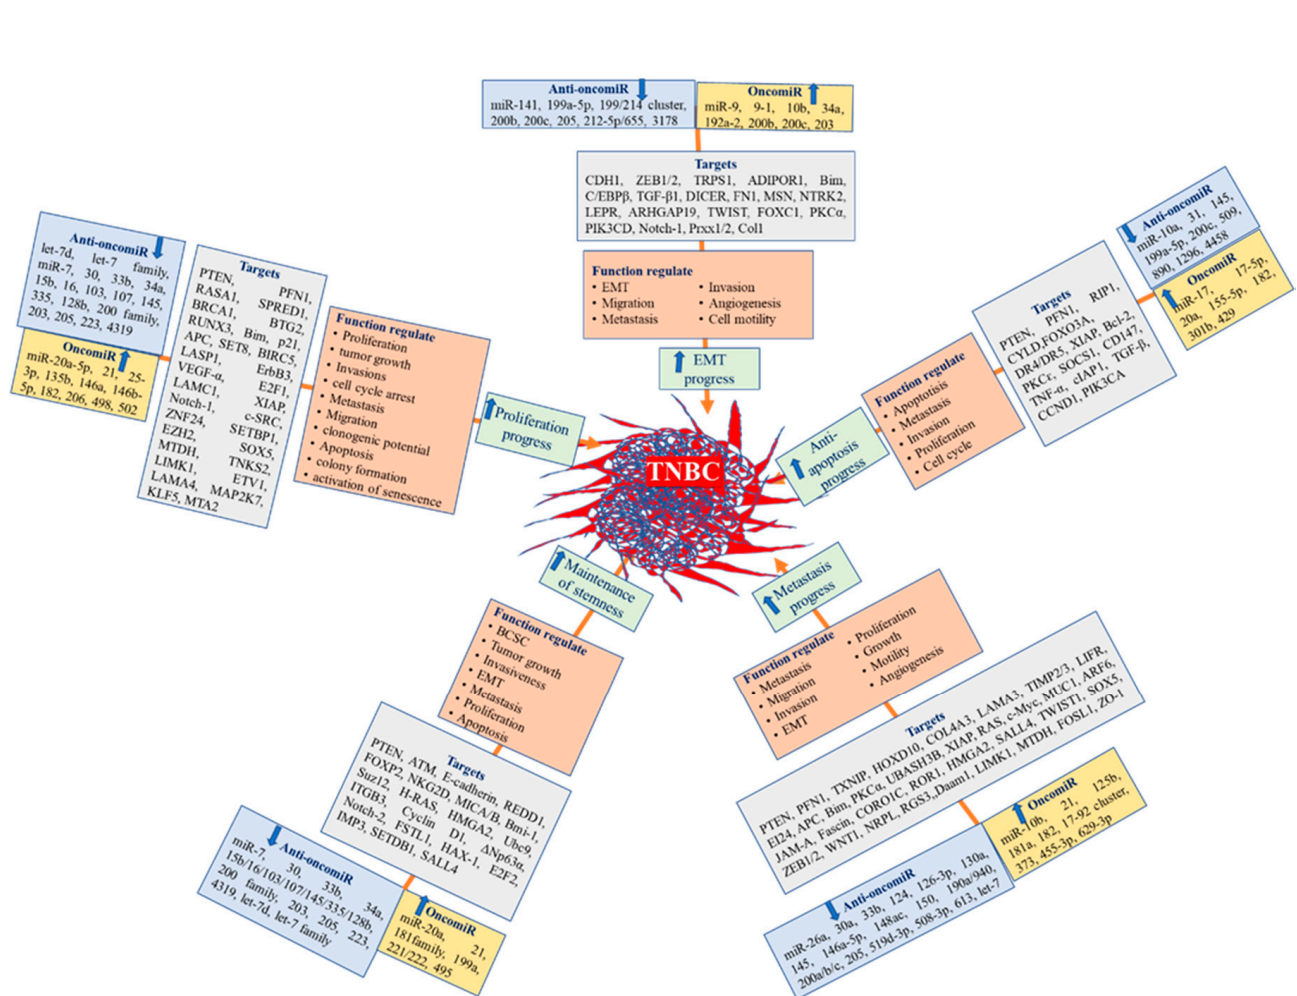 Anti-oncomiR
miR-141, 199a-5p, 199/214 cluster,
200b, 200c, 205, 212-5p/655, 3178
OncomiR
miR-9, 9-1, 10b, 34a,
192a-2, 200b, 200c, 203
Targets
CDH1, ZEB1/2, TRPS1, ADIPOR1, Bim,
C/EBPβ, TGF-β1, DICER, FN1, MSN, NTRK2,
LEPR, ARHGAP19, TWIST, FOXC1, PKCα,
PIK3CD, Notch-1, Prxx1/2, Col1
Function regulate
• EMT
• Migration
• Metastasis
• Invasion
• Angiogenesis
• Cell motility
EMT
progress
Anti-oncomiR
miR-10a, 31, 145,
199a-5p, 200c, 509,
890, 1296, 4458
OncomiR
miR-17, 17-5p,
20a, 155-5p, 182,
301b, 429
Targets
PTEN, PFN1, RIP1,
CYLD,FOXO3A,
DR4/DR5, XIAP, Bcl-2,
PKCε, SOCS1, CD147,
TNF-α, cIAP1, TGF-β,
CCND1, PIK3CA
Function regulate
• Apoptotisis
• Metastasis
• Invasion
• Proliferation
• Cell cycle
Anti-
apoptosis
progress
Anti-oncomiR
let-7d, let-7 family,
miR-7, 30, 33b, 34a,
15b, 16, 103, 107, 145,
335, 128b, 200 family,
203, 205, 223, 4319
OncomiR
miR-20a-5p, 21, 25-
3p, 135b, 146a, 146b-
5p, 182, 206, 498, 502
Targets
PTEN, PFN1,
RASA1, SPRED1,
BRCA1, BTG2,
RUNX3, Bim, p21,
APC, SET8, BIRC5,
LASP1, ErbB3,
VEGF-α, E2F1,
LAMC1, XIAP,
Notch-1, c-SRC,
ZNF24, SETBP1,
EZH2, SOX5,
MTDH, TNKS2,
LIMK1, ETV1,
LAMA4, MAP2K7,
KLF5, MTA2
Function regulate
• Proliferation
• tumor growth
• Invasions
• cell cycle arrest
• Metastasis
• Migration
• clonogenic potential
• Apoptosis
• colony formation
• activation of senescence
Proliferation
progress
TNBC
Maintenance
of stemness
Function regulate
• BCSC
• Tumor growth
• Invasiveness
• EMT
• Metastasis
• Proliferation
• Apoptosis
Targets
PTEN, ATM, E-cadherin, REDD1,
FOXP2, NKG2D, MICA/B, Bmi-1,
Suz12, H-RAS, HMGA2, Ubc9,
ITGB3, Cyclin D1, ΔNp63α,
Notch-2, FSTL1, HAX-1, E2F2,
IMP3, SETDB1, SALL4
Anti-oncomiR
miR-7, 30, 33b, 34a,
15b/16/103/107/145/335/128b,
200 family, 203, 205, 223,
4319, let-7d, let-7 family
OncomiR
miR-20a, 21,
181family, 199a,
221/222, 495
Metastasis
progress
Function regulate
• Metastasis
• Migration
• Invasion
• EMT
• Proliferation
• Growth
• Motility
• Angiogenesis
Targets
PTEN, PFN1, TXNIP, HOXD10, COL4A3, LAMA3, TIMP2/3, LIFR,
EI24, APC, Bim, PKCα, UBASH3B, XIAP, RAS, c-Myc, MUC1, ARF6,
JAM-A, Fascin, CORO1C, ROR1, HMGA2, SALL4, TWIST1, SOX5,
ZEB1/2, WNT1, NRPL, RGS3,,Daam1, LIMK1, MTDH, FOSL1, ZO-1
OncomiR
miR-10b, 21, 125b,
181a, 182, 17-92 cluster,
373, 455-3p, 629-3p
Anti-oncomiR
miR-26a, 30a, 33b, 124, 126-3p, 130a,
145, 146a-5p, 148ac, 150, 190a/940,
200a/b/c, 205, 519d-3p, 508-3p, 613, let-7